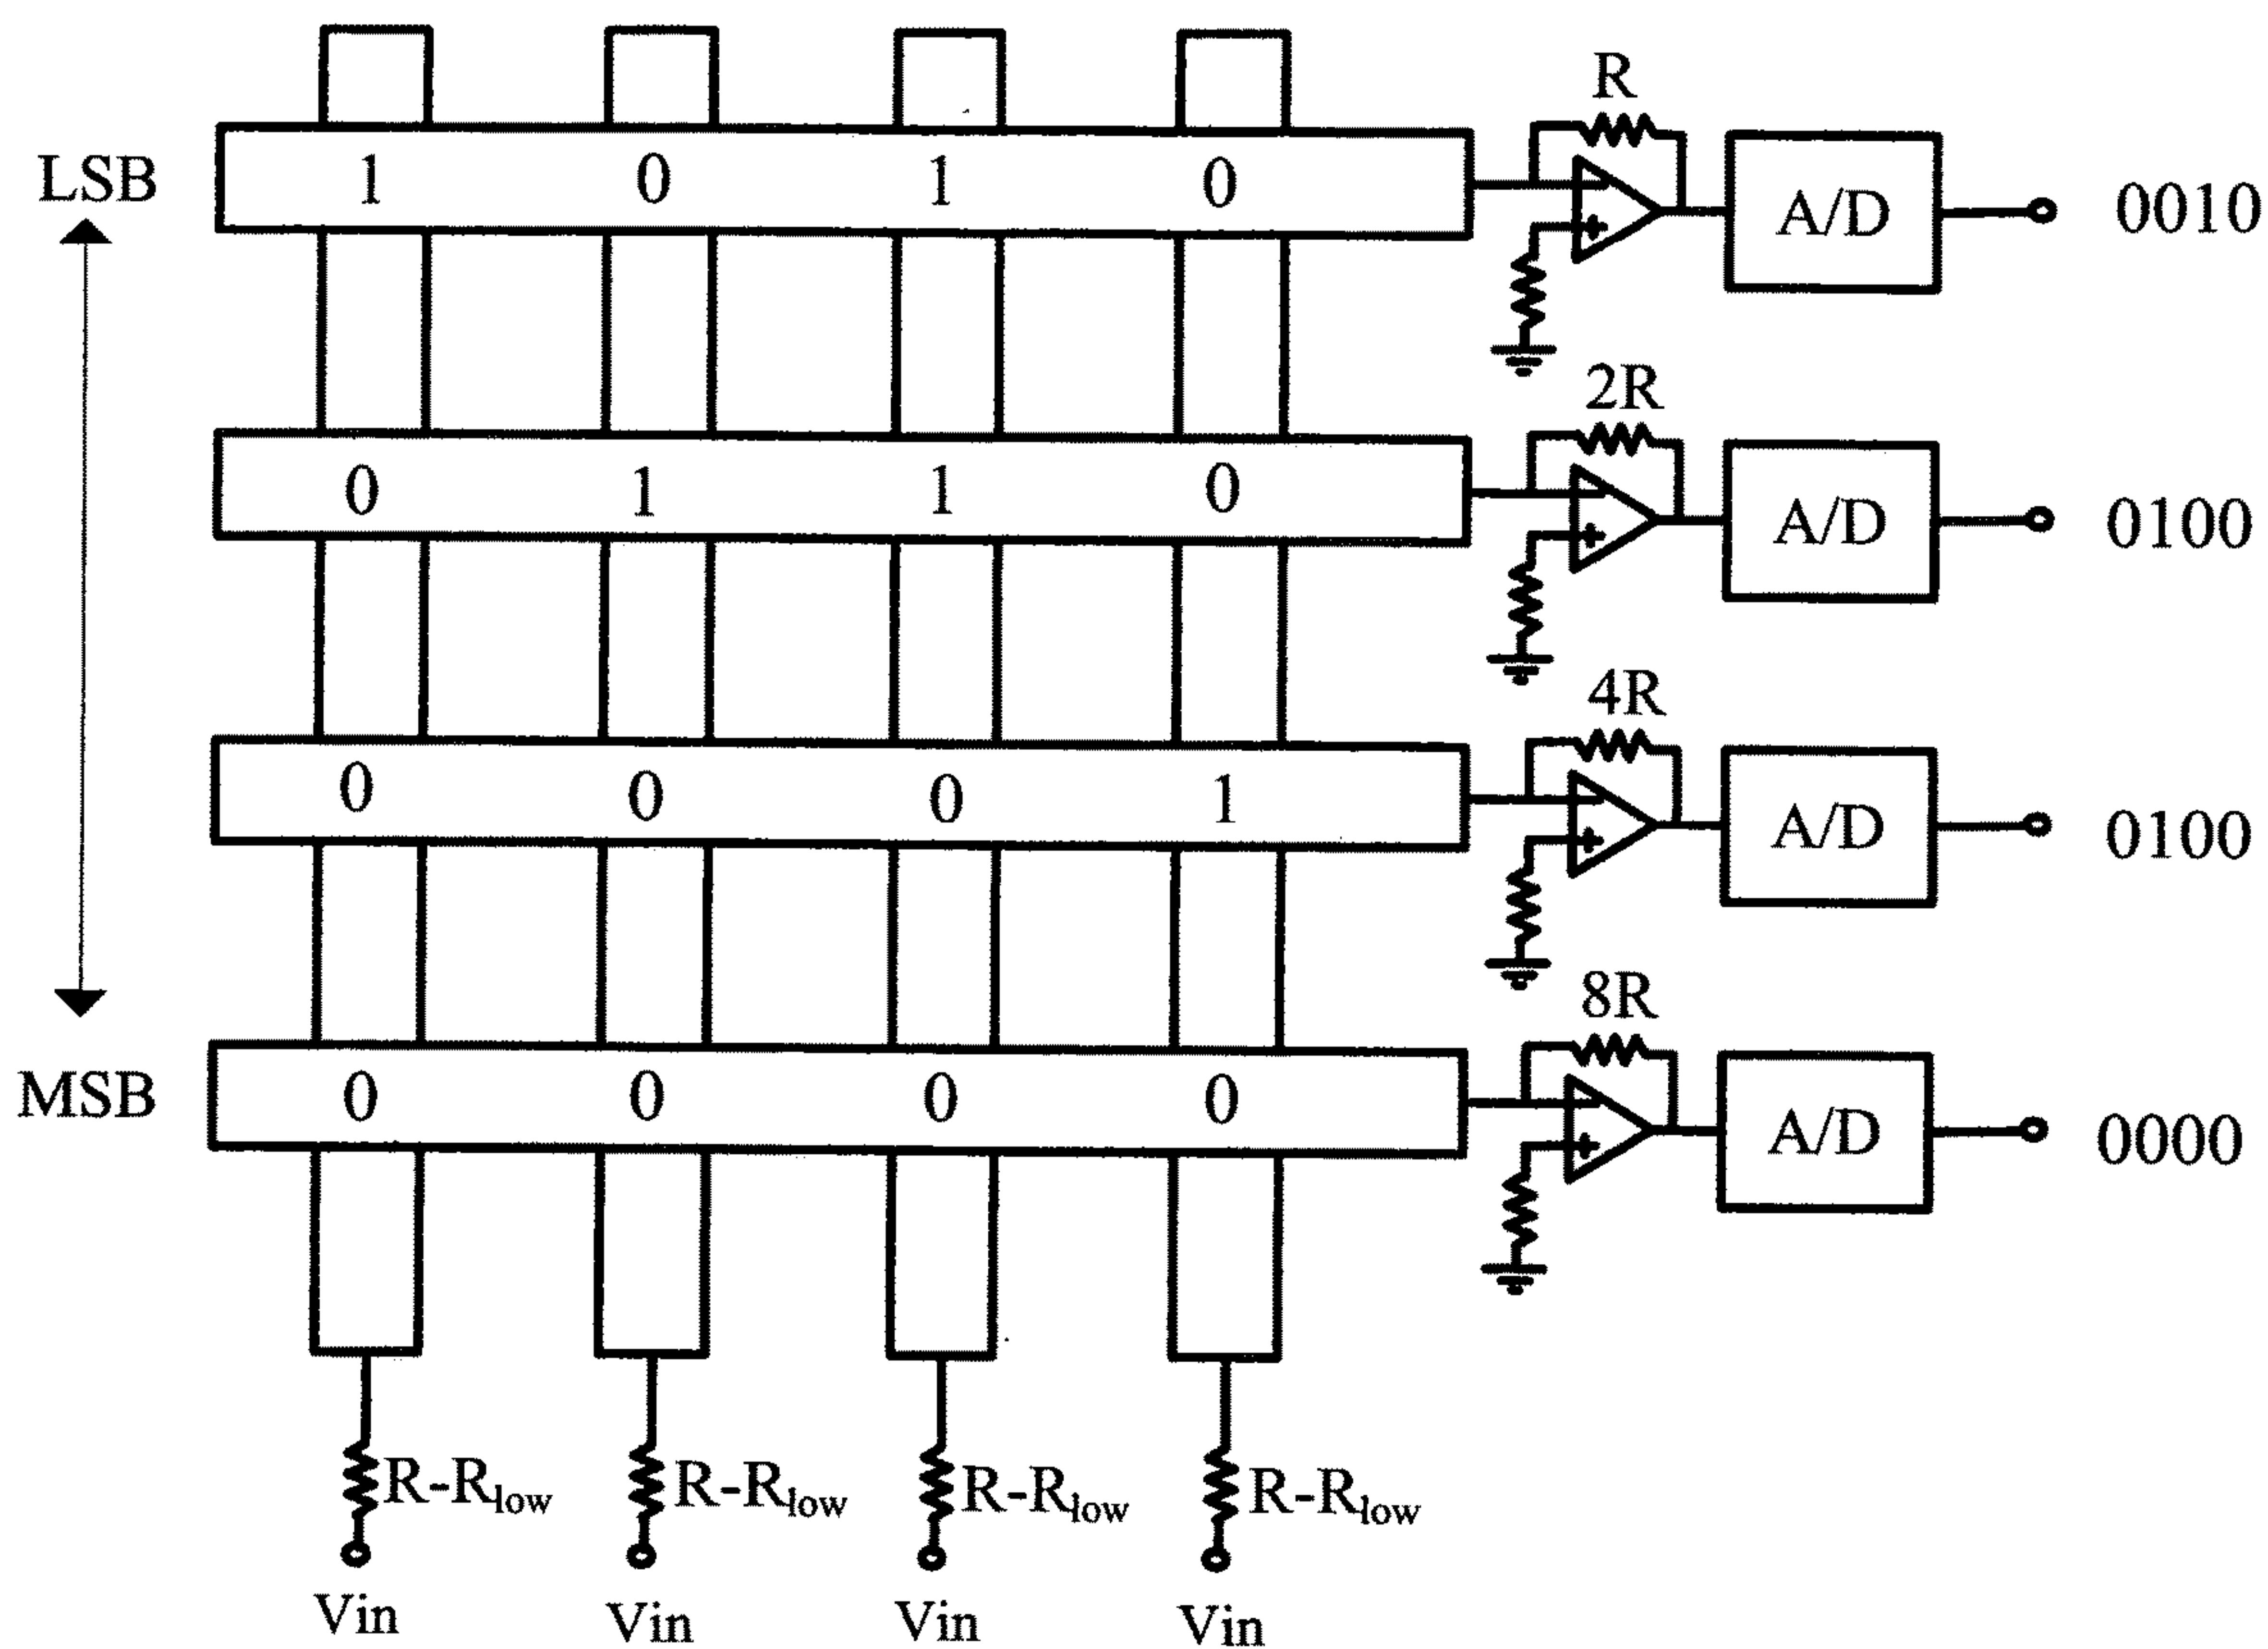 R
LSB 1 0 1 0 A/D 0010
2R
0 1 1 0 A/D 0100
4R
0 0 0 1 A/D 0100
8R
MSB 0 0 0 0 A/D 0000
R-Rlow R-Rlow R-Rlow R-Rlow
Vin Vin Vin Vin